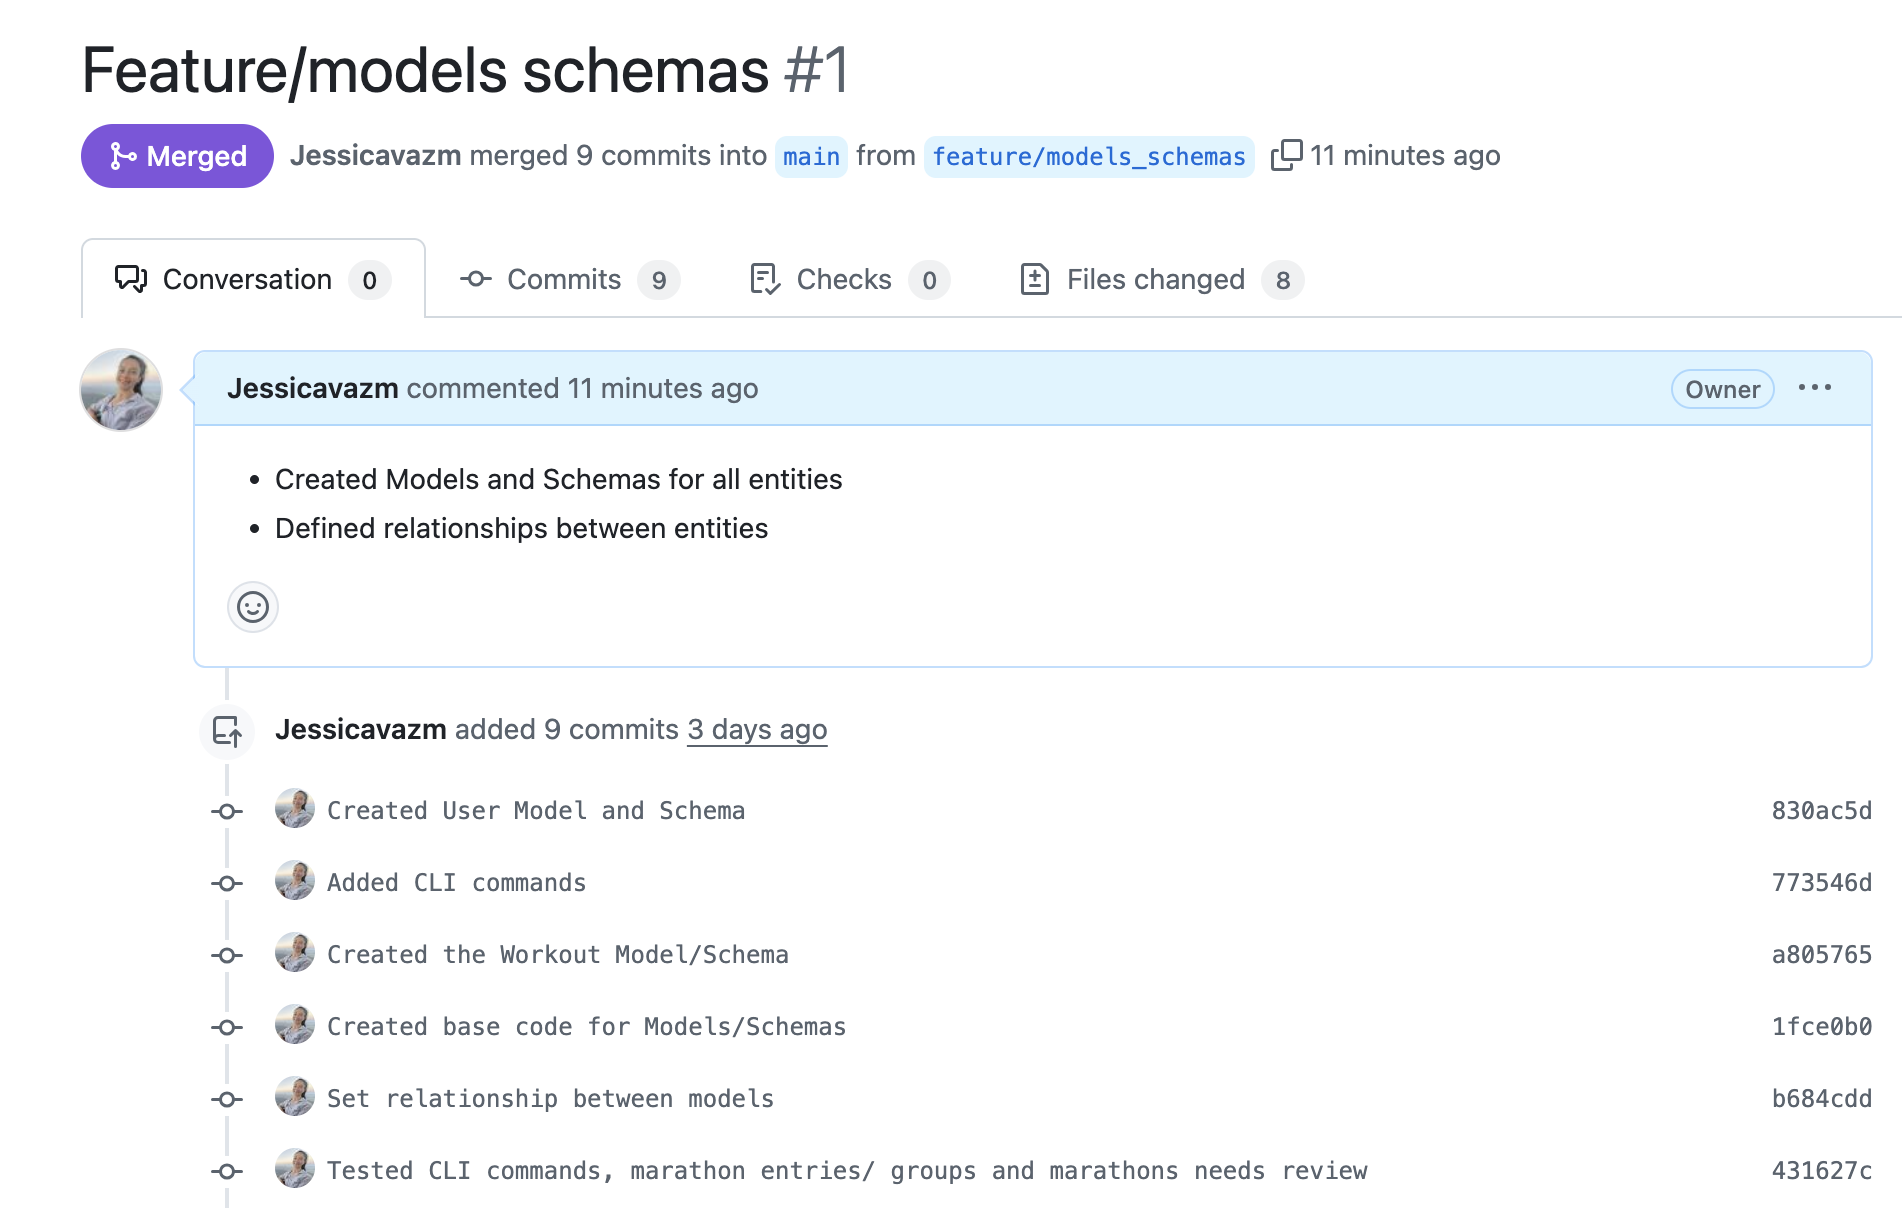 Feature/models schemas #1
Merged Jessicavazm merged 9 commits into main from feature/models_schemas 11 minutes ago
Conversation 0 Commits 9 Checks 0 Files changed 8
Jessicavazm commented 11 minutes ago Owner
• Created Models and Schemas for all entities
• Defined relationships between entities
Jessicavazm added 9 commits 3 days ago
Created User Model and Schema 830ac5d
Added CLI commands 773546d
Created the Workout Model/Schema a805765
Created base code for Models/Schemas 1fce0b0
Set relationship between models b684cdd
Tested CLI commands, marathon entries/ groups and marathons needs review 431627c